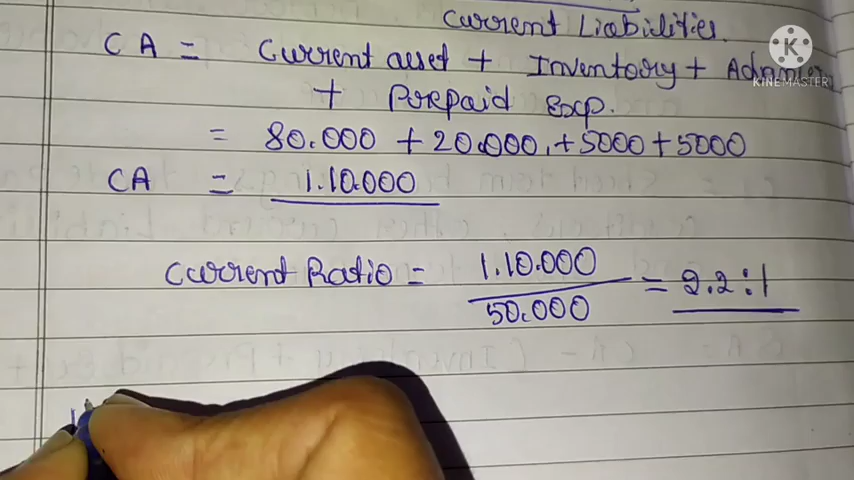 Current Liabilities.
CA = Current asset + Inventory +
+ Prepaid Exp.
= 80.000 + 20.000, + 5000 + 5000
CA = 1.10.000
Current Ratio = 1.10.000 / 50.000 = 2.2:1
K
KINEMASTER